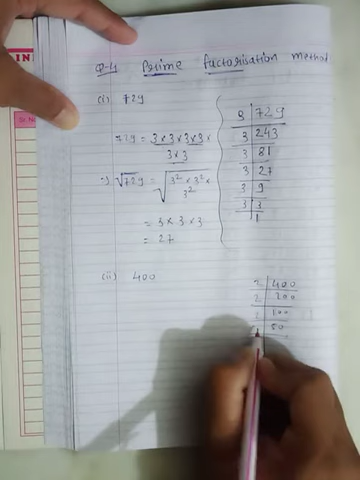 Q-4 Prime factorisation method
(i) 729
729 = 3×3×3×3×
3×3
⇒ √729 = √3² × 3² ×
3²
= 3 × 3 × 3
= 27
3 | 729
3 | 243
3 | 81
3 | 27
3 | 9
3 | 3
1
(ii) 400
2 | 400
2 | 200
2 | 100
50